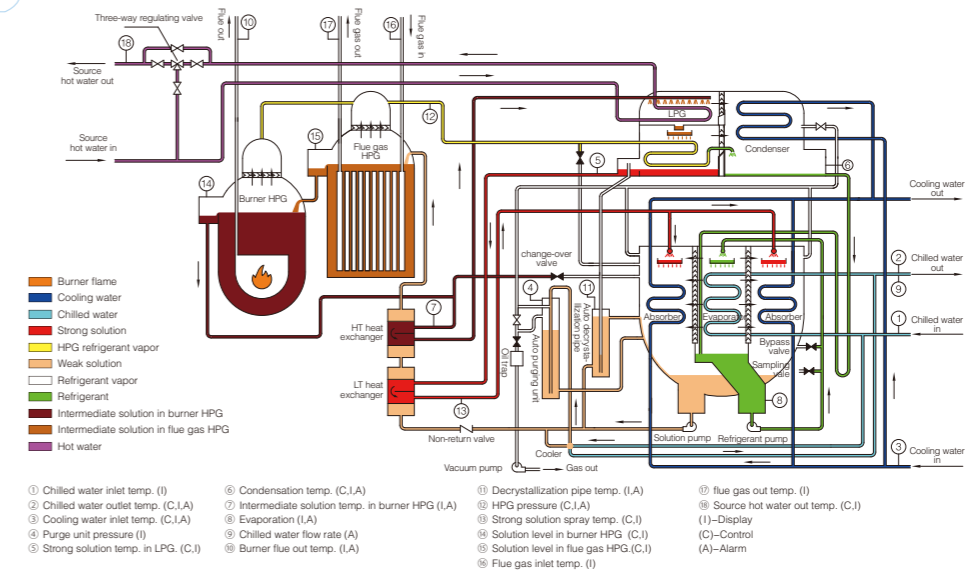 Three-way regulating valve
18
Source
hot water out
Source
hot water in
Flue out
10
17
Flue gas
out
16
Flue gas in
12
15
Flue gas
HPG
14
Burner HPG
LPG
Condenser
5
6
Cooling water
out
2
Chilled water
out
9
1
Chilled water
in
3
Cooling water
in
change-over
valve
4
11
Auto decrysta-
lization pipe
Auto purging unit
Oil trap
Absorber
Evaporator
Absorber
Bypass
valve
Sampling
vale
8
HT heat
exchanger
7
LT heat
exchanger
13
Non-return valve
Solution pump
Refrigerant pump
Cooler
Vacuum pump
Gas out
Burner flame
Cooling water
Chilled water
Strong solution
HPG refrigerant vapor
Weak solution
Refrigerant vapor
Refrigerant
Intermediate solution in burner HPG
Intermediate solution in flue gas HPG
Hot water
① Chilled water inlet temp. (I)
② Chilled water outlet temp. (C,I,A)
③ Cooling water inlet temp. (C,I,A)
④ Purge unit pressure (I)
⑤ Strong solution temp. in LPG. (C,I)
⑥ Condensation temp. (C,I,A)
⑦ Intermediate solution temp. in burner HPG (I,A)
⑧ Evaporation (I,A)
⑨ Chilled water flow rate (A)
⑩ Burner flue out temp. (I,A)
⑪ Decrystallization pipe temp. (I,A)
⑫ HPG pressure (C,I,A)
⑬ Strong solution spray temp. (C,I)
⑭ Solution level in burner HPG (C,I)
⑮ Solution level in flue gas HPG.(C,I)
⑯ Flue gas inlet temp. (I)
⑰ flue gas out temp. (I)
⑱ Source hot water out temp. (C,I)
(I)–Display
(C)–Control
(A)–Alarm